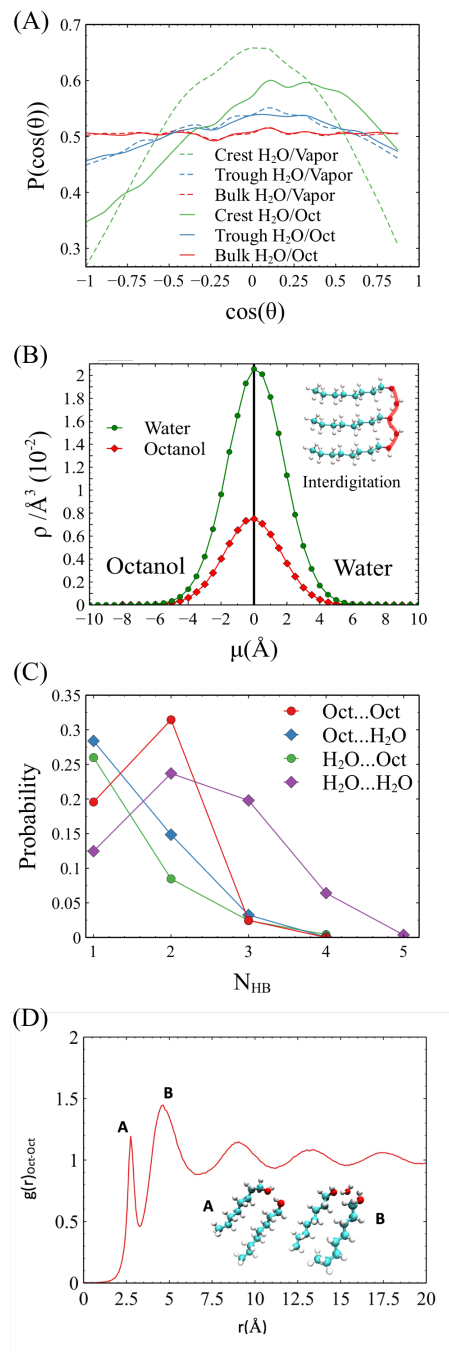 (A)
0.7
0.6
0.5
0.4
0.3
P(cos(θ))
Crest H₂O/Vapor
Trough H₂O/Vapor
Bulk H₂O/Vapor
Crest H₂O/Oct
Trough H₂O/Oct
Bulk H₂O/Oct
−1 −0.75 −0.5 −0.25 0 0.25 0.5 0.75 1
cos(θ)
(B)
2
1.8
1.6
1.4
1.2
1
0.8
0.6
0.4
0.2
0
ρ /Å³ (10⁻²)
Water
Octanol
Interdigitation
Octanol
Water
−10 −8 −6 −4 −2 0 2 4 6 8 10
μ(Å)
(C)
0.35
0.3
0.25
0.2
0.15
0.1
0.05
0
Probability
Oct...Oct
Oct...H₂O
H₂O...Oct
H₂O...H₂O
1 2 3 4 5
N_HB
(D)
2
1.5
1
0.5
0
g(r)Oct-Oct
A
B
A
B
0 2.5 5 7.5 10 12.5 15 17.5 20
r(Å)